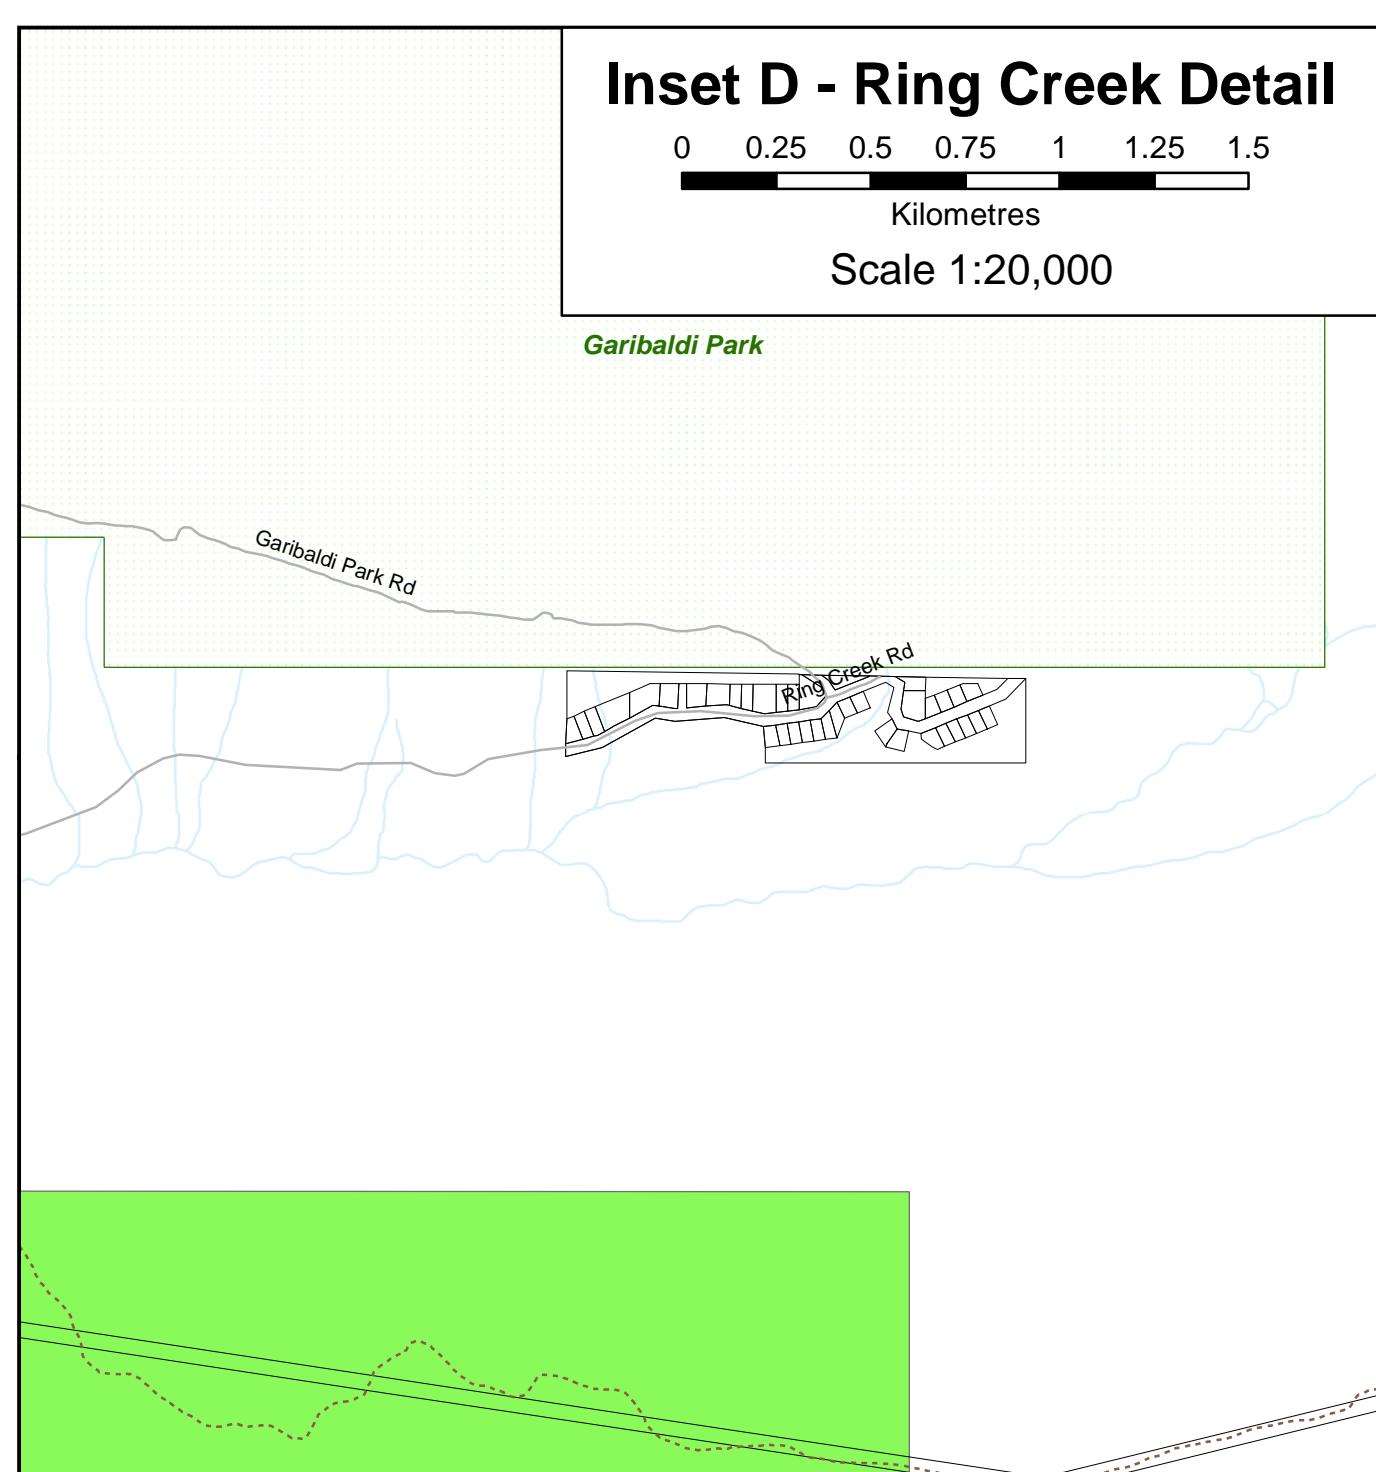 Inset D - Ring Creek Detail
0 0.25 0.5 0.75 1 1.25 1.5
Kilometres
Scale 1:20,000
Garibaldi Park
Garibaldi Park Rd
Ring Creek Rd